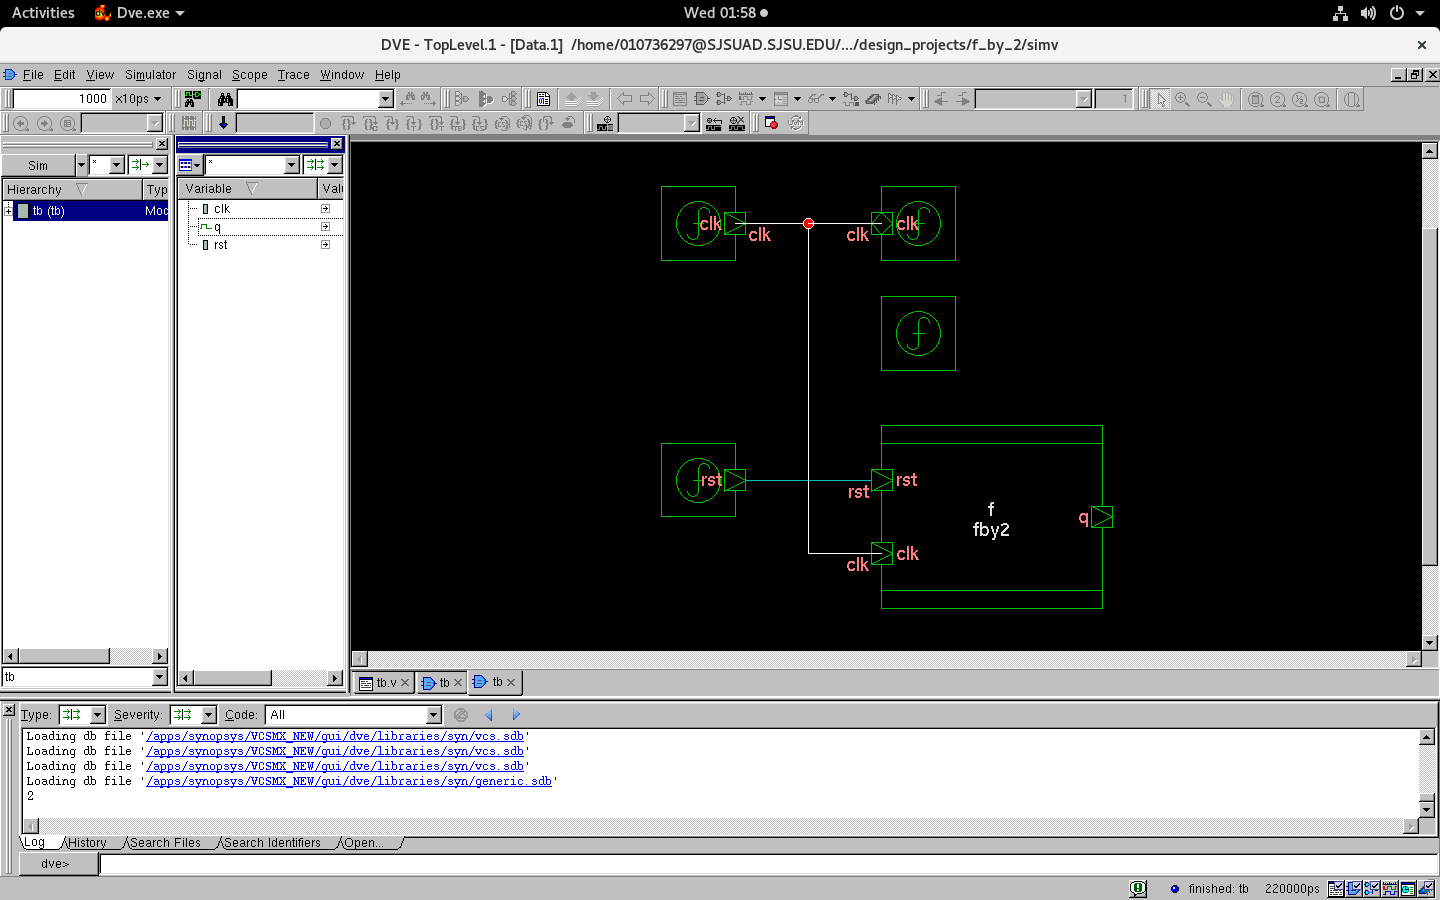 Activities Dve.exe Wed 01:58
DVE - TopLevel.1 - [Data.1] /home/010736297@SJSUAD.SJSU.EDU/.../design_projects/f_by_2/simv
File Edit View Simulator Signal Scope Trace Window Help
1000 x10ps 1
Sim * *
Hierarchy Typ Variable Valu
tb (tb) Moc
clk
q
rst
clk clk clk clk
rst rst rst
f
fby2
q
clk clk
tb
tb.v tb tb
Type: Severity: Code: All
Loading db file '/apps/synopsys/VCSMX_NEW/gui/dve/libraries/syn/vcs.sdb'
Loading db file '/apps/synopsys/VCSMX_NEW/gui/dve/libraries/syn/vcs.sdb'
Loading db file '/apps/synopsys/VCSMX_NEW/gui/dve/libraries/syn/vcs.sdb'
Loading db file '/apps/synopsys/VCSMX_NEW/gui/dve/libraries/syn/generic.sdb'
2
Log History Search Files Search Identifiers Open...
dve>
finished: tb 220000ps